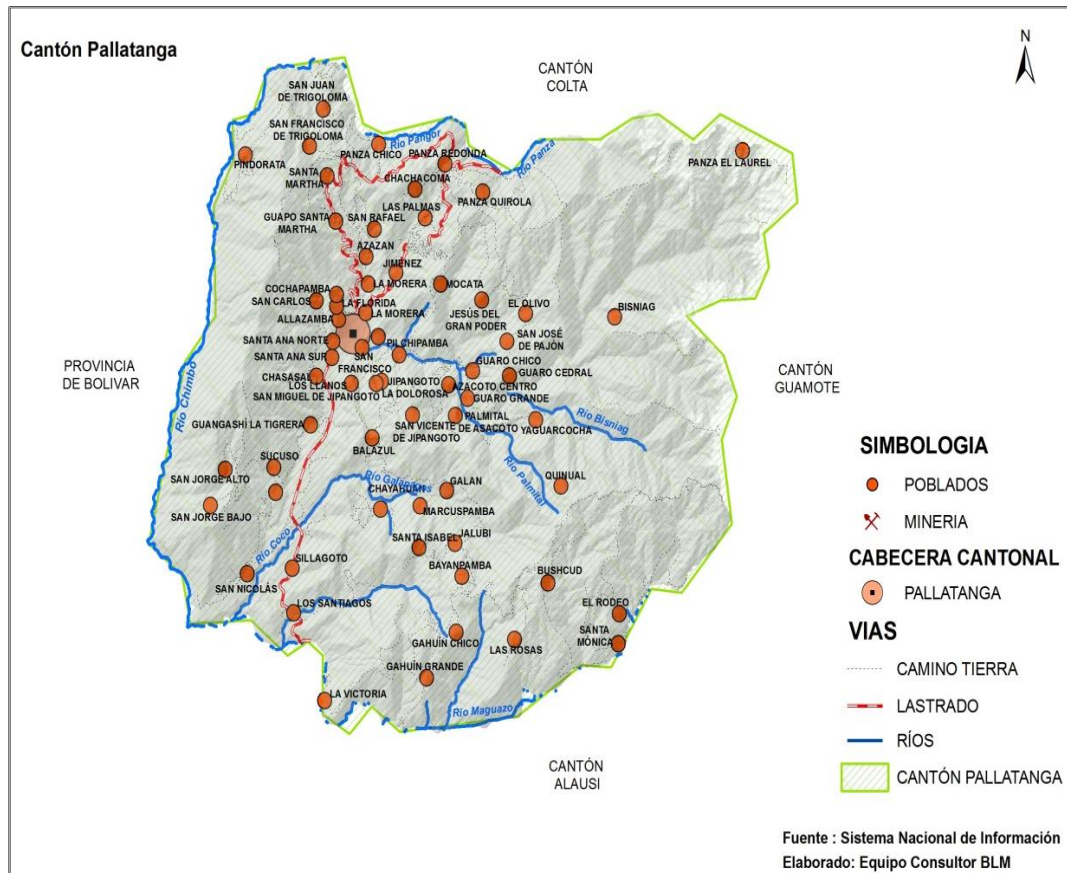 Cantón Pallatanga
N
CANTÓN
COLTA
SAN JUAN
DE TRIGOLOMA
SAN FRANCISCO
DE TRIGOLOMA
PINDORATA
PANZA CHICO
Río Pangor
PANZA REDONDA
Río Panza
PANZA EL LAUREL
SANTA
MARTHA
CHACHACOMA
PANZA QUIROLA
LAS PALMAS
GUAPO SANTA
MARTHA
SAN RAFAEL
AZAZAN
JIMENEZ
LA MORERA
MOCATA
COCHAPAMBA
SAN CARLOS
LA FLORIDA
LA MORERA
JESÚS DEL
GRAN PODER
EL OLIVO
BISNIAG
ALLAZAMBA
SANTA ANA NORTE
PILCHIPAMBA
SAN JOSÉ
DE PAJÓN
SANTA ANA SUR
SAN
FRANCISCO
GUARO CHICO
PROVINCIA
DE BOLIVAR
CANTÓN
GUAMOTE
CHASASAL
LOS LLANOS
JIPANGOTO
GUARO CEDRAL
AZACOTO CENTRO
SAN MIGUEL DE JIPANGOTO
LA DOLOROSA
GUARO GRANDE
Río Chimbo
GUANGASHÍ LA TIGRERA
SAN VICENTE
DE JIPANGOTO
PALMITAL
DE ASACOTO
YAGUARCOCHA
Río Bisniag
BALAZUL
SUCUSO
SAN JORGE ALTO
Río Palmital
QUINUAL
GALAN
CHAYAHUMI
SAN JORGE BAJO
MARCUSPAMBA
Río Coco
SANTA ISABEL
JALUBI
SILLAGOTO
BAYANPAMBA
SAN NICOLÁS
BUSHCUD
LOS SANTIAGOS
EL RODEO
SANTA
MÓNICA
GAHUÍN CHICO
LAS ROSAS
GAHUÍN GRANDE
LA VICTORIA
Río Maguazo
CANTÓN
ALAUSI
SIMBOLOGIA
POBLADOS
MINERIA
CABECERA CANTONAL
PALLATANGA
VIAS
CAMINO TIERRA
LASTRADO
RÍOS
CANTÓN PALLATANGA
Fuente : Sistema Nacional de Información
Elaborado: Equipo Consultor BLM